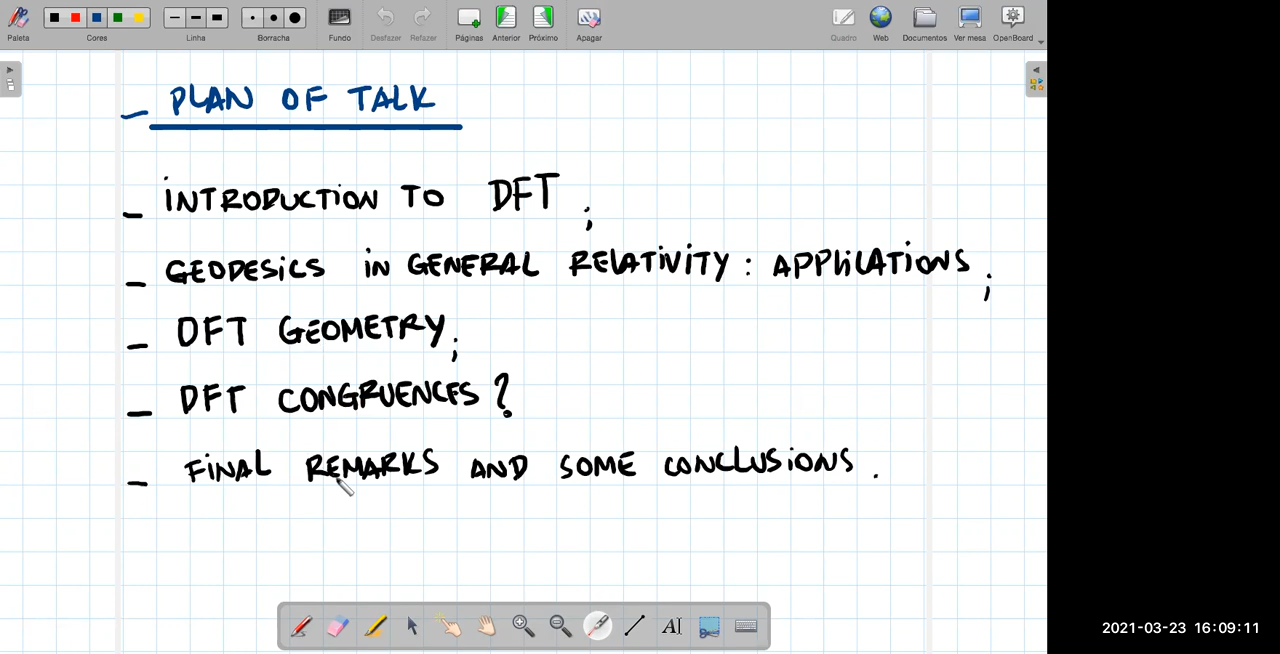 Paleta Cores Linha Borracha Fundo Desfazer Refazer Páginas Anterior Próximo Apagar Quadro Web Documentos Ver mesa OpenBoard
_ PLAN OF TALK
_ INTRODUCTION TO DFT ;
_ GEODESICS IN GENERAL RELATIVITY : APPLICATIONS ;
_ DFT GEOMETRY ;
_ DFT CONGRUENCES ?
_ FINAL REMARKS AND SOME CONCLUSIONS .
AI
2021-03-23 16:09:11